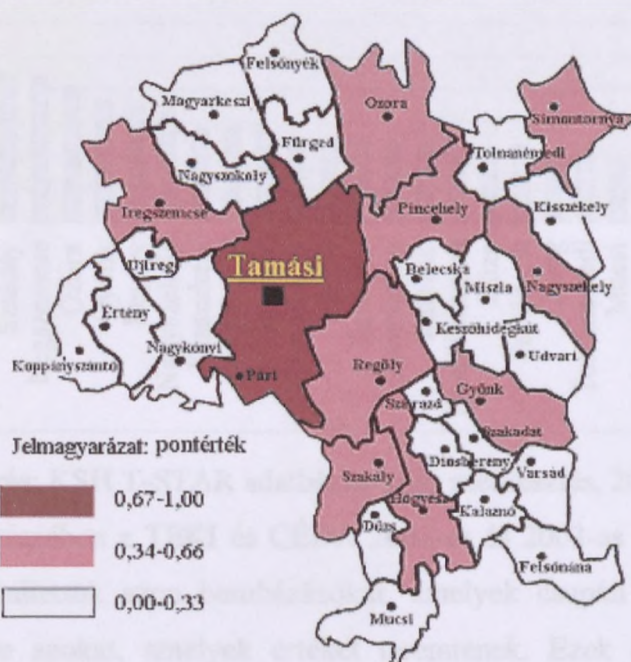 Felsőnyék
Magyarkeszi
Ozora
Simontornya
Fürged
Tolnanémedi
Nagyszokoly
Iregszemcse
Pincehely
Kisszékely
Újireg
Tamási
Belecska
Miszla
Nagyszékely
Értény
Keszőhidegkút
Koppányszántó
Nagykónyi
Udvari
Regöly
Pári
Gyönk
Szárazd
Szakadat
Jelmagyarázat: pontérték
Szakály
Diósberény
Varsád
0,67-1,00
Hőgyész
Kalaznó
Dúzs
0,34-0,66
Felsőnána
0,00-0,33
Mucsi